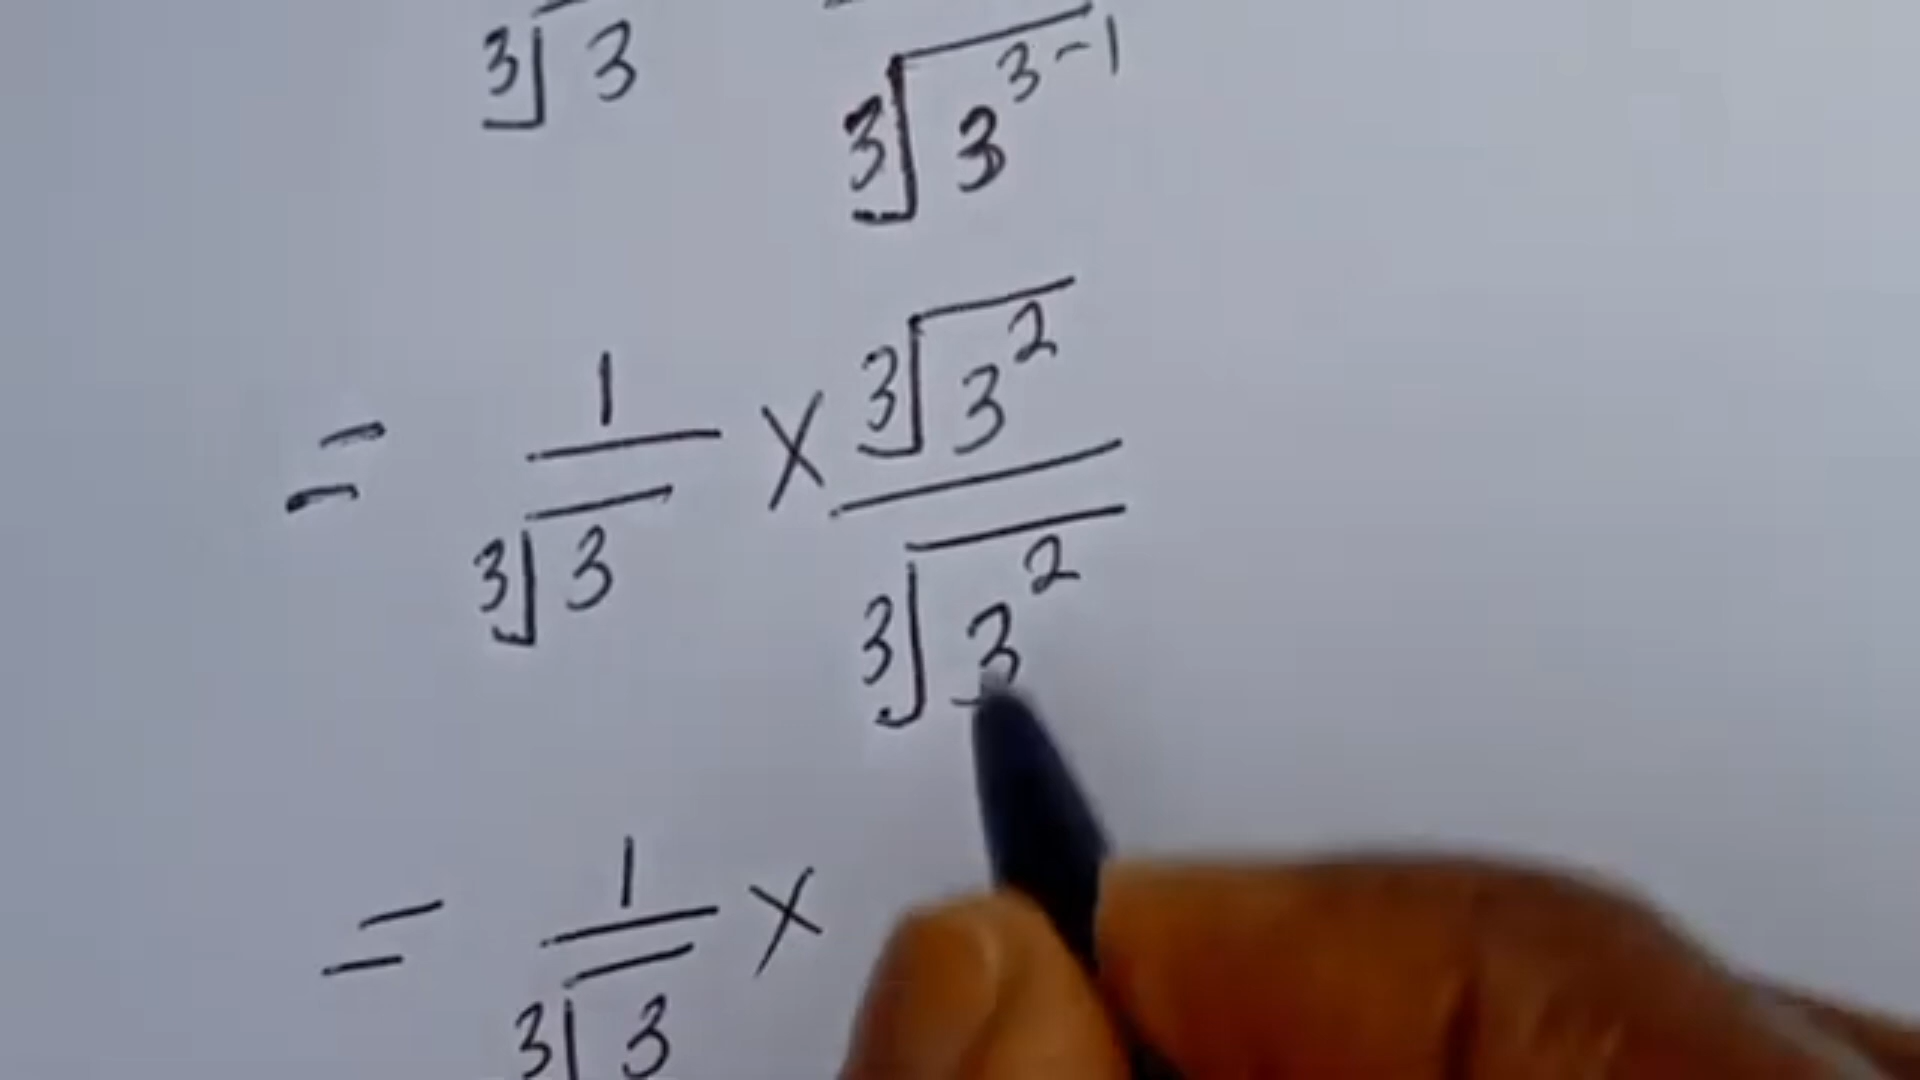 ∛3 ∛3^(3-1)
= 1/∛3 × ∛3²/∛3²
= 1/∛3 ×